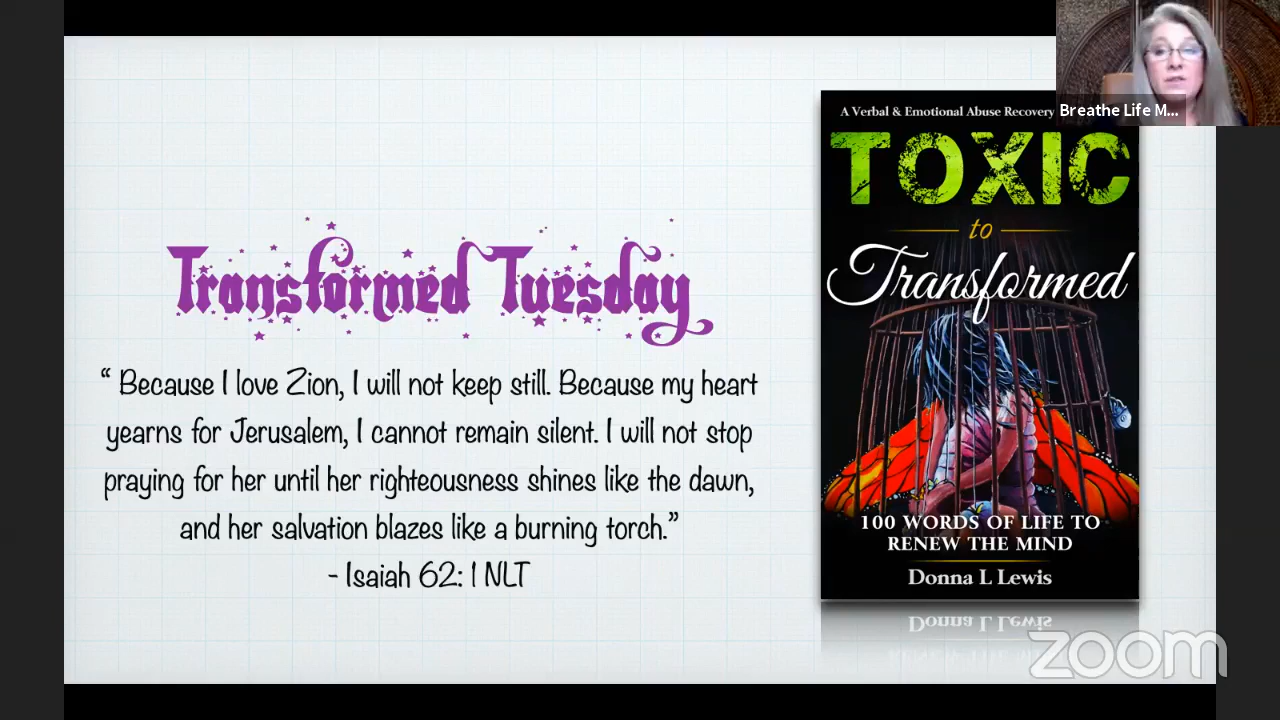 Breathe Life M...
A Verbal & Emotional Abuse Recovery
TOXIC
to
Transformed
Transformed Tuesday
“ Because I love Zion, I will not keep still. Because my heart
yearns for Jerusalem, I cannot remain silent. I will not stop
praying for her until her righteousness shines like the dawn,
and her salvation blazes like a burning torch.”
- Isaiah 62: 1 NLT
100 WORDS OF LIFE TO
RENEW THE MIND
Donna L Lewis
Donna L Lewis
zoom